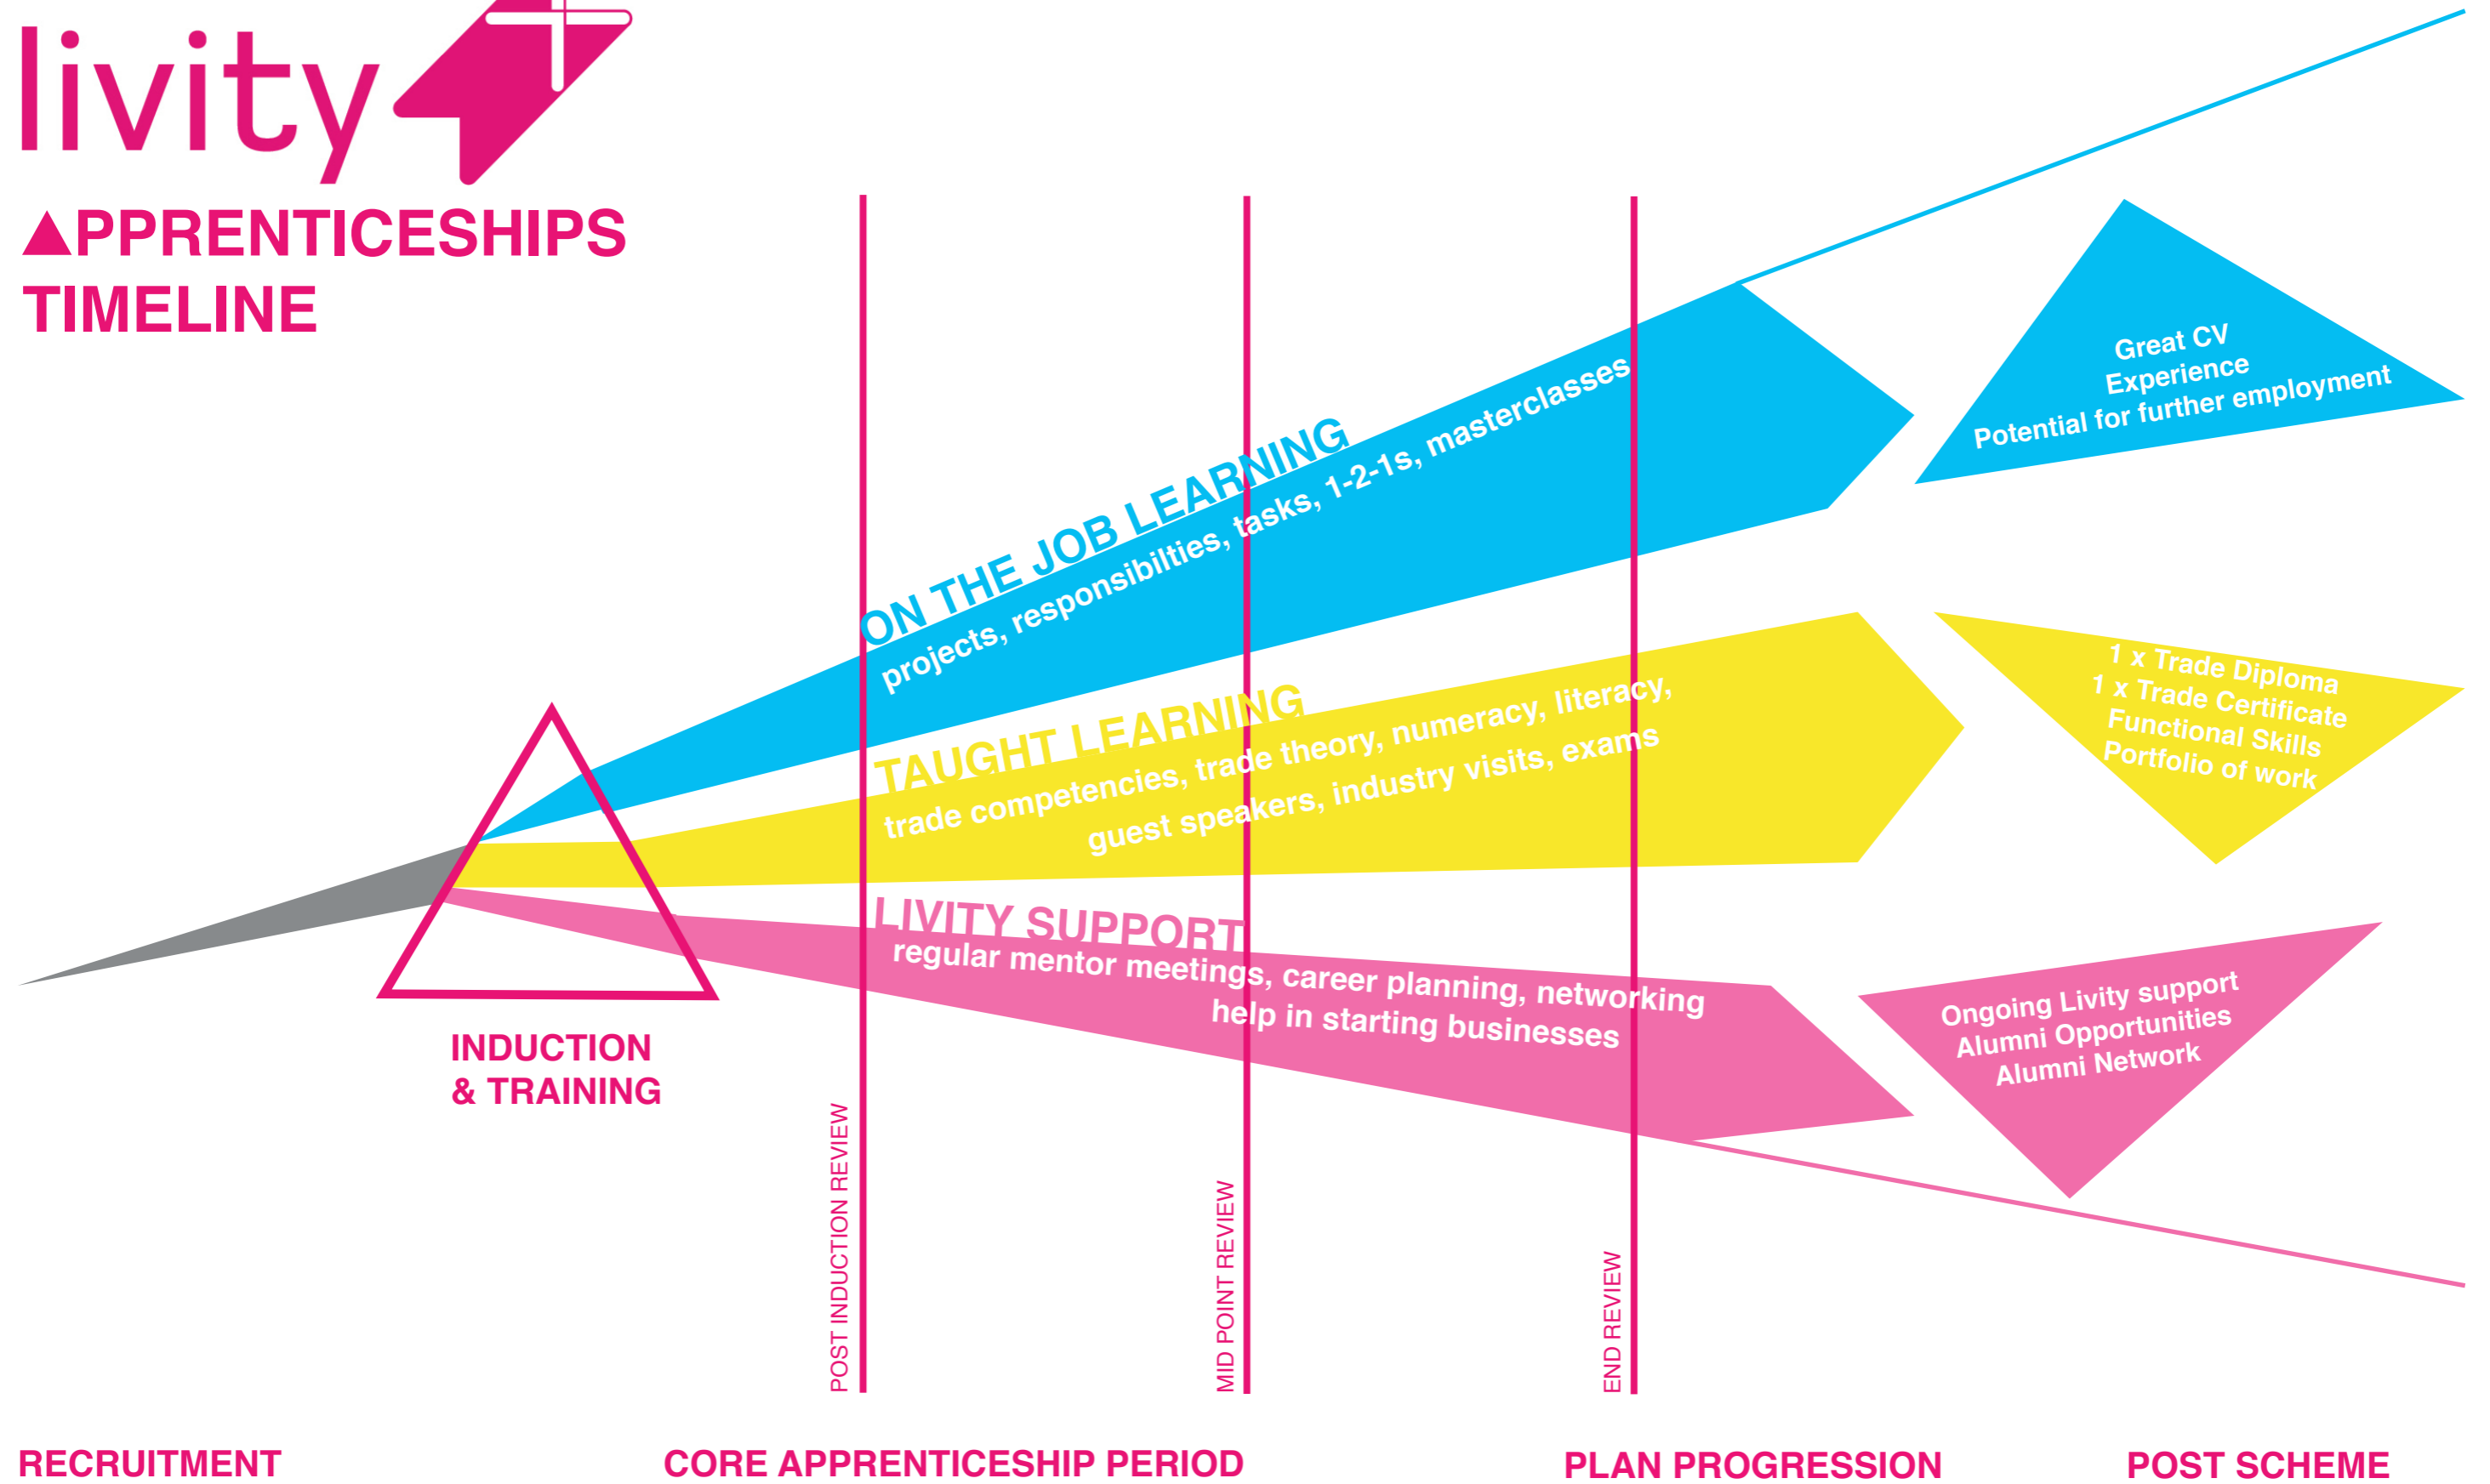 livity
APPRENTICESHIPS
TIMELINE
ON THE JOB LEARNING
projects, responsibilties, tasks, 1-2-1s, masterclasses
TAUGHT LEARNING
trade competencies, trade theory, numeracy, literacy,
guest speakers, industry visits, exams
LIVITY SUPPORT
regular mentor meetings, career planning, networking
help in starting businesses
Great CV
Experience
Potential for further employment
1 x Trade Diploma
1 x Trade Certificate
Functional Skills
Portfolio of work
Ongoing Livity support
Alumni Opportunities
Alumni Network
INDUCTION
& TRAINING
POST INDUCTION REVIEW
MID POINT REVIEW
END REVIEW
RECRUITMENT
CORE APPRENTICESHIP PERIOD
PLAN PROGRESSION
POST SCHEME